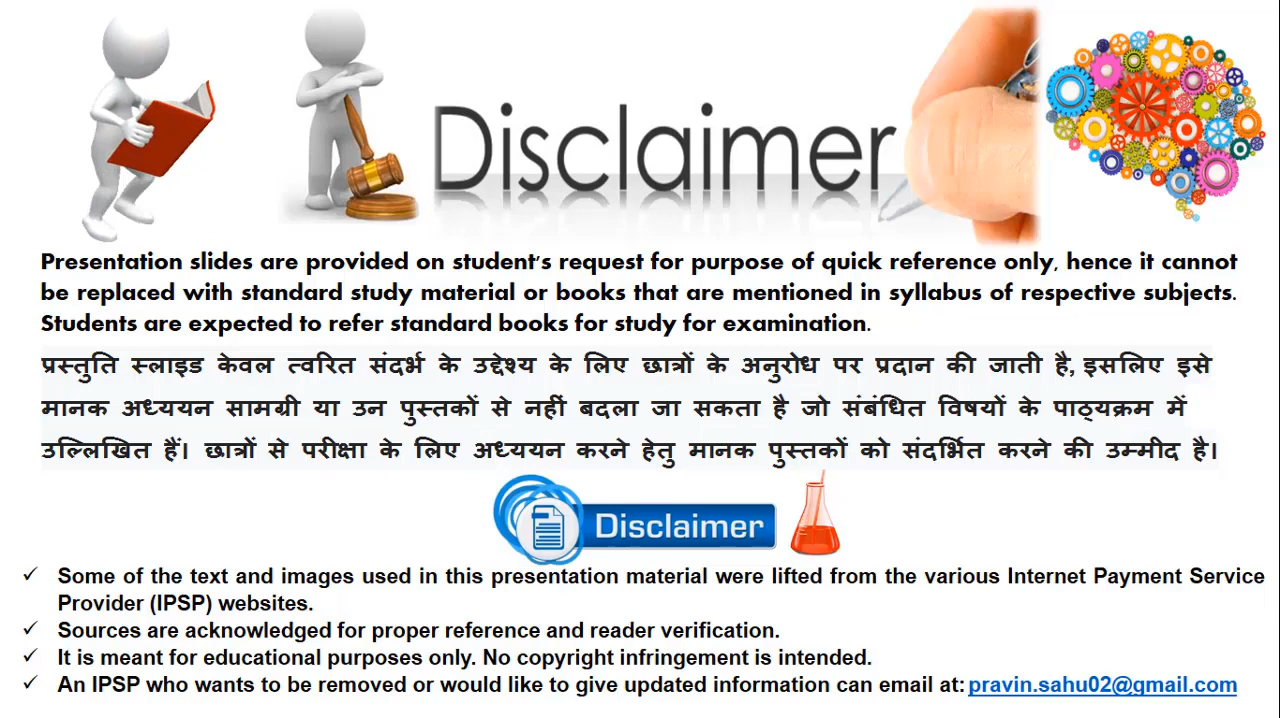 Disclaimer
Presentation slides are provided on student's request for purpose of quick reference only, hence it cannot
be replaced with standard study material or books that are mentioned in syllabus of respective subjects.
Students are expected to refer standard books for study for examination.
प्रस्तुति स्लाइड केवल त्वरित संदर्भ के उद्देश्य के लिए छात्रों के अनुरोध पर प्रदान की जाती है, इसलिए इसे
मानक अध्ययन सामग्री या उन पुस्तकों से नहीं बदला जा सकता है जो संबंधित विषयों के पाठ्यक्रम में
उल्लिखित हैं। छात्रों से परीक्षा के लिए अध्ययन करने हेतु मानक पुस्तकों को संदर्भित करने की उम्मीद है।
Disclaimer
✓ Some of the text and images used in this presentation material were lifted from the various Internet Payment Service
Provider (IPSP) websites.
✓ Sources are acknowledged for proper reference and reader verification.
✓ It is meant for educational purposes only. No copyright infringement is intended.
✓ An IPSP who wants to be removed or would like to give updated information can email at: pravin.sahu02@gmail.com